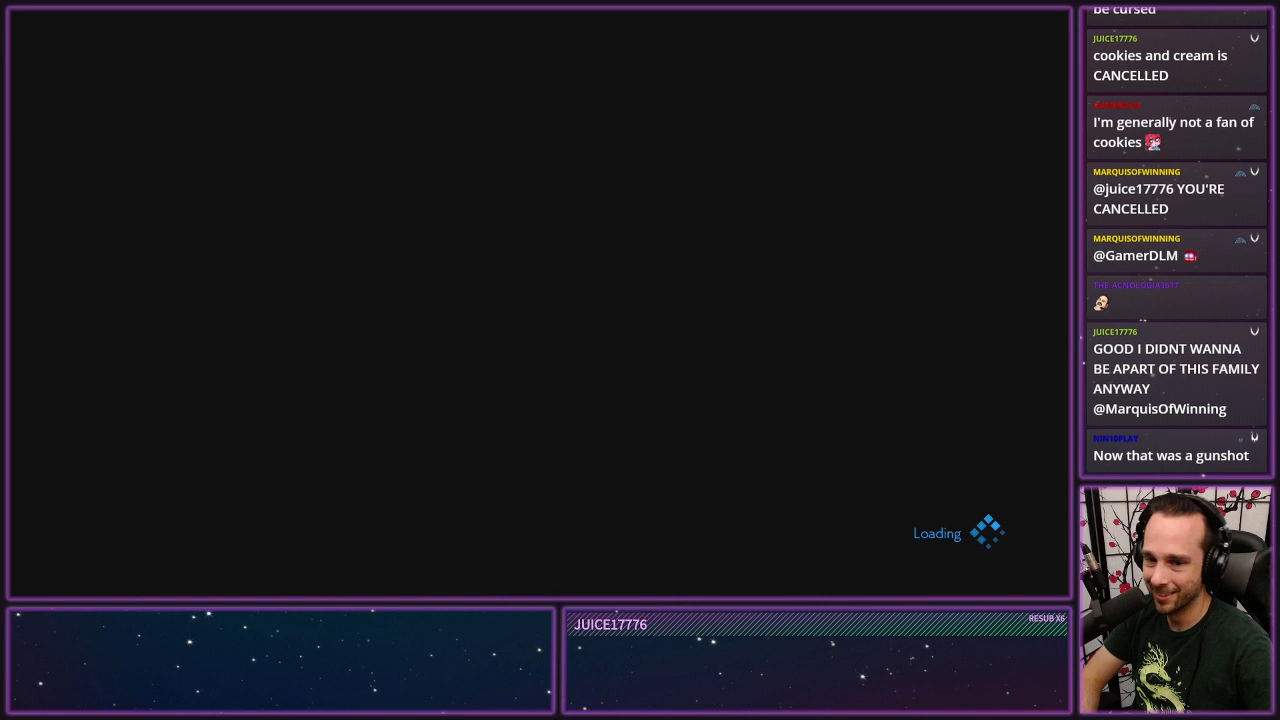 be cursed
JUICE17776
cookies and cream is
CANCELLED
I'm generally not a fan of
cookies
MARQUISOFWINNING
@juice17776 YOU'RE
CANCELLED
MARQUISOFWINNING
@GamerDLM
THE_ACNOLOGIA3617
JUICE17776
GOOD I DIDNT WANNA
BE APART OF THIS FAMILY
ANYWAY
@MarquisOfWinning
NIN10PLAY
Now that was a gunshot
Loading
JUICE17776
RESUB X6